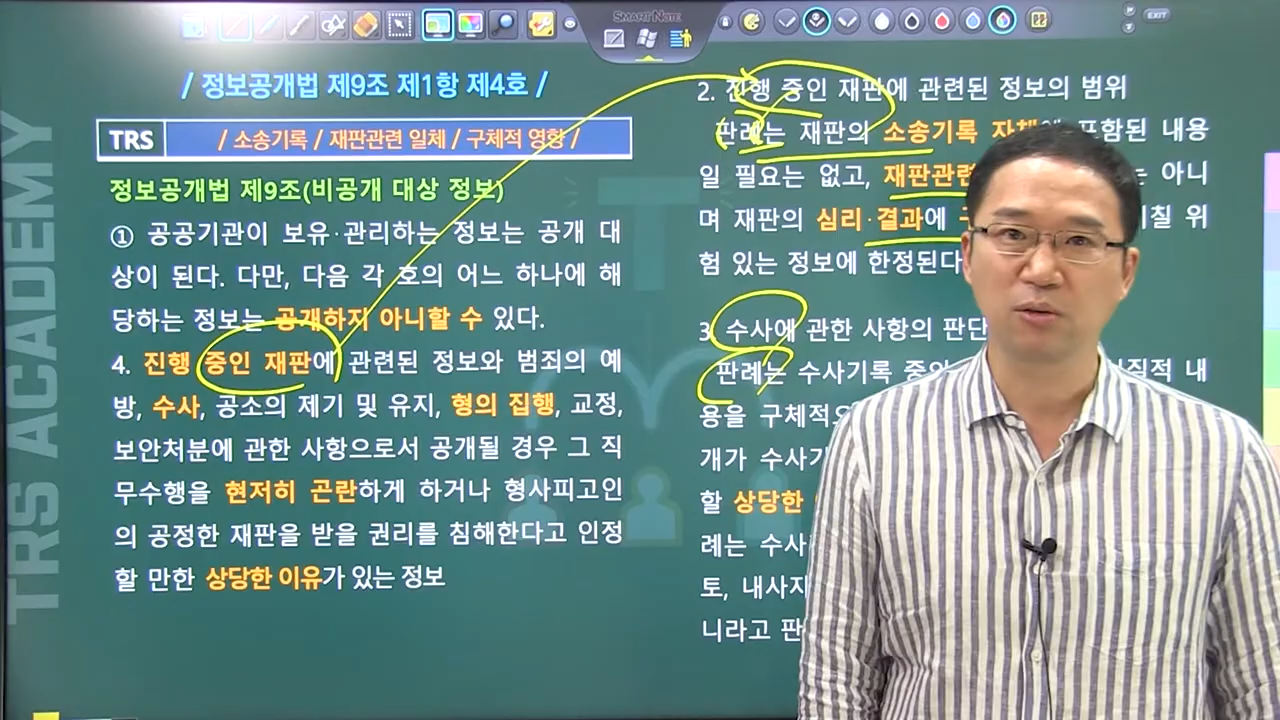 SMART NOTE
EXIT
TRS ACADEMY
/ 정보공개법 제9조 제1항 제4호 /
TRS / 소송기록 / 재판관련 일체 / 구체적 영향 /
정보공개법 제9조(비공개 대상 정보)
① 공공기관이 보유·관리하는 정보는 공개 대
상이 된다. 다만, 다음 각 호의 어느 하나에 해
당하는 정보는 공개하지 아니할 수 있다.
4. 진행 중인 재판에 관련된 정보와 범죄의 예
방, 수사, 공소의 제기 및 유지, 형의 집행, 교정,
보안처분에 관한 사항으로서 공개될 경우 그 직
무수행을 현저히 곤란하게 하거나 형사피고인
의 공정한 재판을 받을 권리를 침해한다고 인정
할 만한 상당한 이유가 있는 정보
2. 진행 중인 재판에 관련된 정보의 범위
판례는 재판의 소송기록 자체에 포함된 내용
일 필요는 없고, 재판관련 는 아니
며 재판의 심리·결과에 미칠 위
험 있는 정보에 한정된다
3. 수사에 관한 사항의 판단
판례는 수사기록 중의 실질적 내
용을 구체적으
개가 수사기
할 상당한
례는 수사
토, 내사자
니라고 판